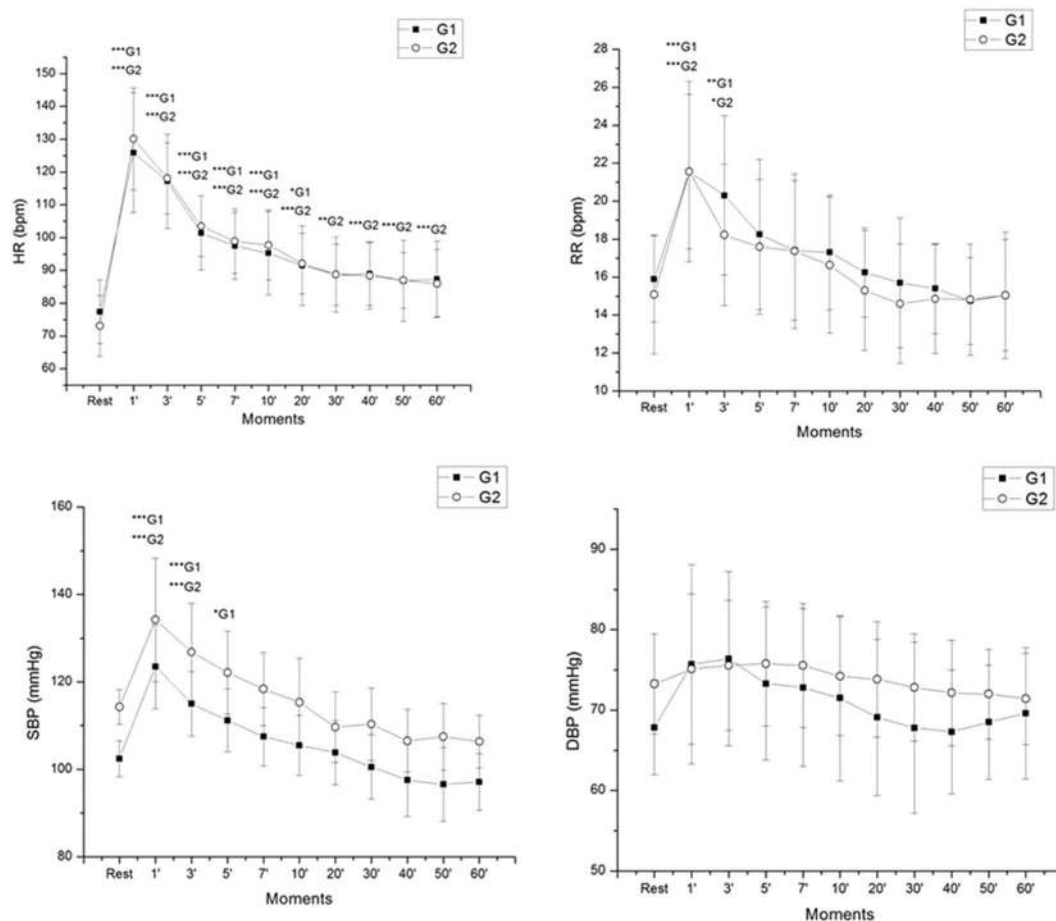 G1
G2
***G1
***G2
***G1
***G2
***G1
***G2
***G1
***G2
***G1
***G2
*G1
***G2
**G2
***G2
***G2
***G2
HR (bpm)
150
140
130
120
110
100
90
80
70
60
Rest 1' 3' 5' 7' 10' 20' 30' 40' 50' 60'
Moments
G1
G2
***G1
***G2
**G1
*G2
RR (bpm)
28
26
24
22
20
18
16
14
12
10
Rest 1' 3' 5' 7' 10' 20' 30' 40' 50' 60'
Moments
G1
G2
***G1
***G2
***G1
***G2
*G1
SBP (mmHg)
160
140
120
100
80
Rest 1' 3' 5' 7' 10' 20' 30' 40' 50' 60'
Moments
G1
G2
DBP (mmHg)
90
80
70
60
50
Rest 1' 3' 5' 7' 10' 20' 30' 40' 50' 60'
Moments